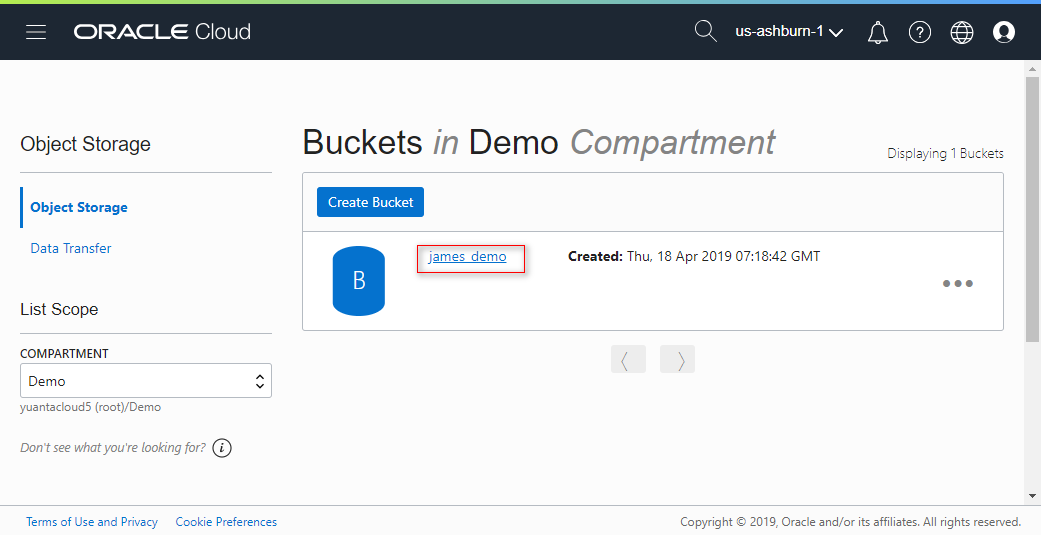 ORACLE Cloud
us-ashburn-1
Object Storage
Object Storage
Data Transfer
List Scope
COMPARTMENT
Demo
yuantacloud5 (root)/Demo
Don't see what you're looking for?
Buckets in Demo Compartment
Displaying 1 Buckets
Create Bucket
B
james_demo
Created: Thu, 18 Apr 2019 07:18:42 GMT
Terms of Use and Privacy Cookie Preferences
Copyright © 2019, Oracle and/or its affiliates. All rights reserved.